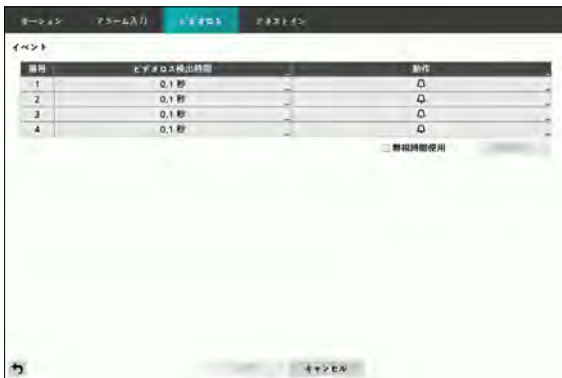 モーション アラーム入力 ビデオロス テキストイン
イベント
番号 ビデオロス検出時間 動作
1 0.1 秒
2 0.1 秒
3 0.1 秒
4 0.1 秒
無視時間使用
キャンセル